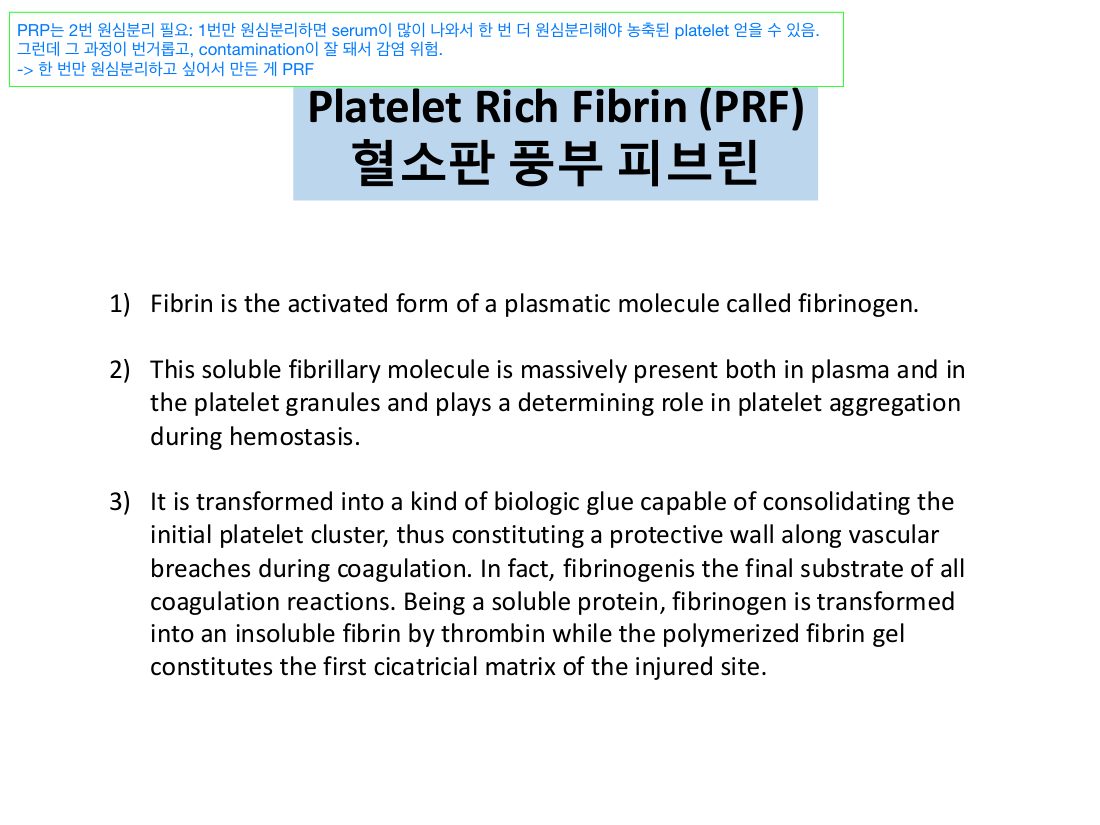 PRP는 2번 원심분리 필요: 1번만 원심분리하면 serum이 많이 나와서 한 번 더 원심분리해야 농축된 platelet 얻을 수 있음.
그런데 그 과정이 번거롭고, contamination이 잘 돼서 감염 위험.
-> 한 번만 원심분리하고 싶어서 만든 게 PRF
Platelet Rich Fibrin (PRF)
혈소판 풍부 피브린
1) Fibrin is the activated form of a plasmatic molecule called fibrinogen.
2) This soluble fibrillary molecule is massively present both in plasma and in
the platelet granules and plays a determining role in platelet aggregation
during hemostasis.
3) It is transformed into a kind of biologic glue capable of consolidating the
initial platelet cluster, thus constituting a protective wall along vascular
breaches during coagulation. In fact, fibrinogenis the final substrate of all
coagulation reactions. Being a soluble protein, fibrinogen is transformed
into an insoluble fibrin by thrombin while the polymerized fibrin gel
constitutes the first cicatricial matrix of the injured site.